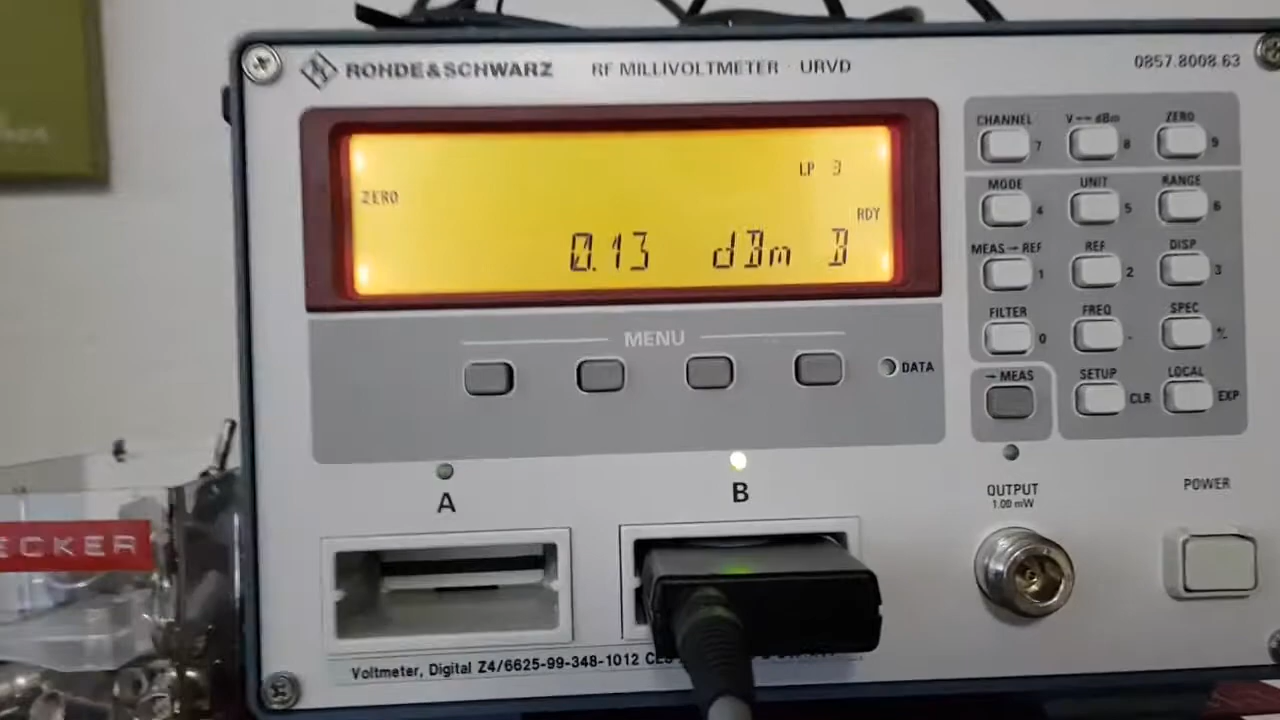 ROHDE&SCHWARZ RF MILLIVOLTMETER · URVD 0857.8008.63
LP 3
ZERO
RDY
0.13 dBm B
MENU
DATA
CHANNEL 7 V↔dBm 8 ZERO 9
MODE 4 UNIT 5 RANGE 6
MEAS→REF 1 REF 2 DISP 3
FILTER 0 FREQ . SPEC
→MEAS SETUP CLR LOCAL EXP
A
B
OUTPUT
1.00 mW
POWER
ECKER
Voltmeter, Digital Z4/6625-99-348-1012